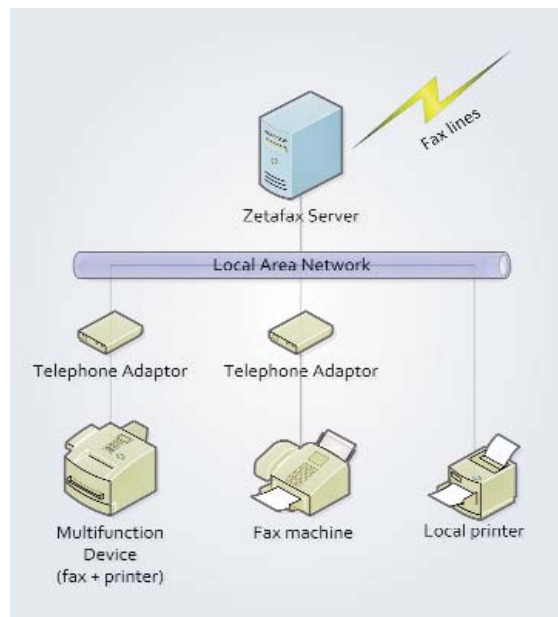 Fax lines
Zetafax Server
Local Area Network
Telephone Adaptor
Telephone Adaptor
Multifunction
Device
(fax + printer)
Fax machine
Local printer